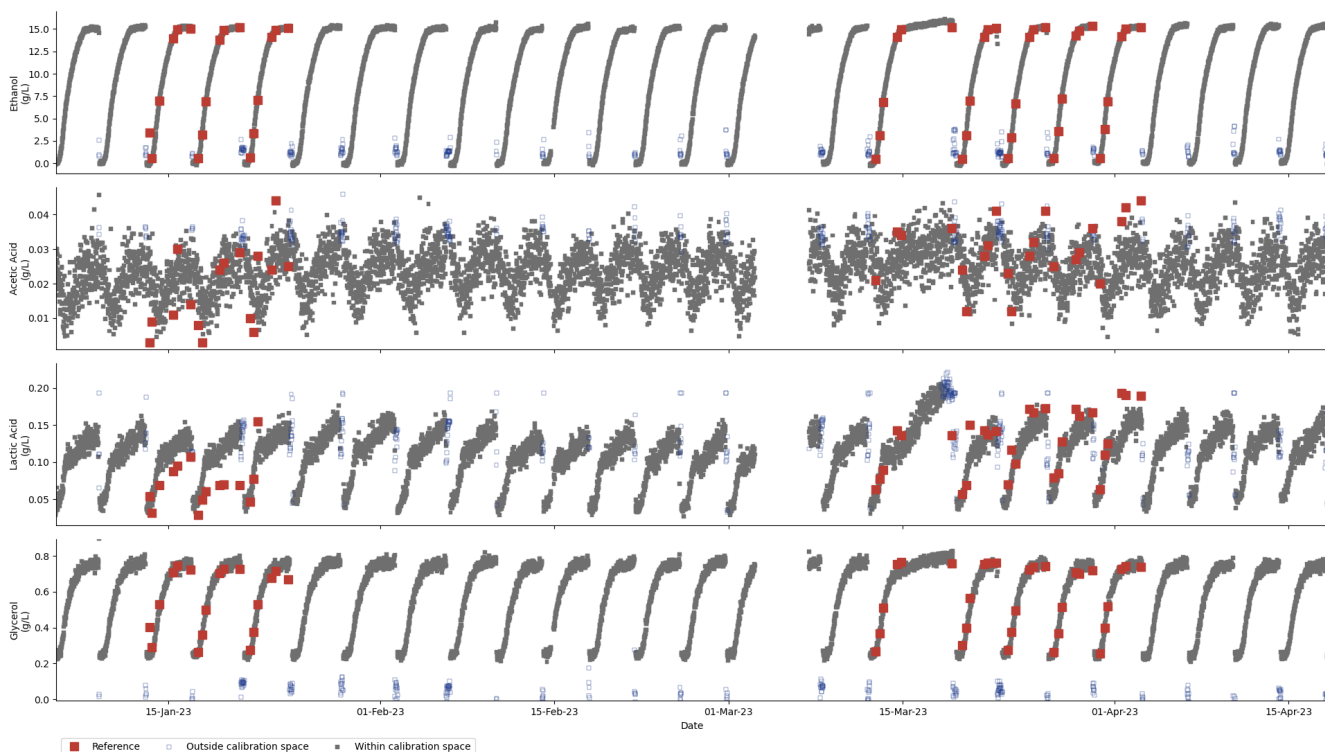 15.0
12.5
10.0
7.5
5.0
2.5
0.0
Ethanol
(g/L)
0.04
0.03
0.02
0.01
Acetic Acid
(g/L)
0.20
0.15
0.10
0.05
Lactic Acid
(g/L)
0.8
0.6
0.4
0.2
0.0
Glycerol
(g/L)
15-Jan-23 01-Feb-23 15-Feb-23 01-Mar-23 15-Mar-23 01-Apr-23 15-Apr-23
Date
Reference Outside calibration space Within calibration space